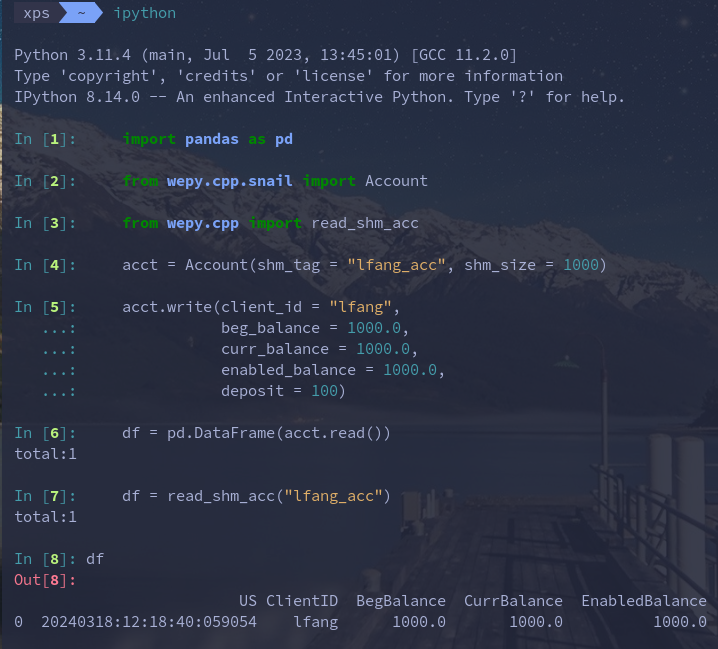 xps ~ ipython
Python 3.11.4 (main, Jul  5 2023, 13:45:01) [GCC 11.2.0]
Type 'copyright', 'credits' or 'license' for more information
IPython 8.14.0 -- An enhanced Interactive Python. Type '?' for help.
In [1]:     import pandas as pd
In [2]:     from wepy.cpp.snail import Account
In [3]:     from wepy.cpp import read_shm_acc
In [4]:     acct = Account(shm_tag = "lfang_acc", shm_size = 1000)
In [5]:     acct.write(client_id = "lfang",
   ...:                beg_balance = 1000.0,
   ...:                curr_balance = 1000.0,
   ...:                enabled_balance = 1000.0,
   ...:                deposit = 100)
In [6]:     df = pd.DataFrame(acct.read())
total:1
In [7]:     df = read_shm_acc("lfang_acc")
total:1
In [8]: df
Out[8]:
                         US ClientID  BegBalance  CurrBalance  EnabledBalance
0  20240318:12:18:40:059054    lfang      1000.0       1000.0          1000.0